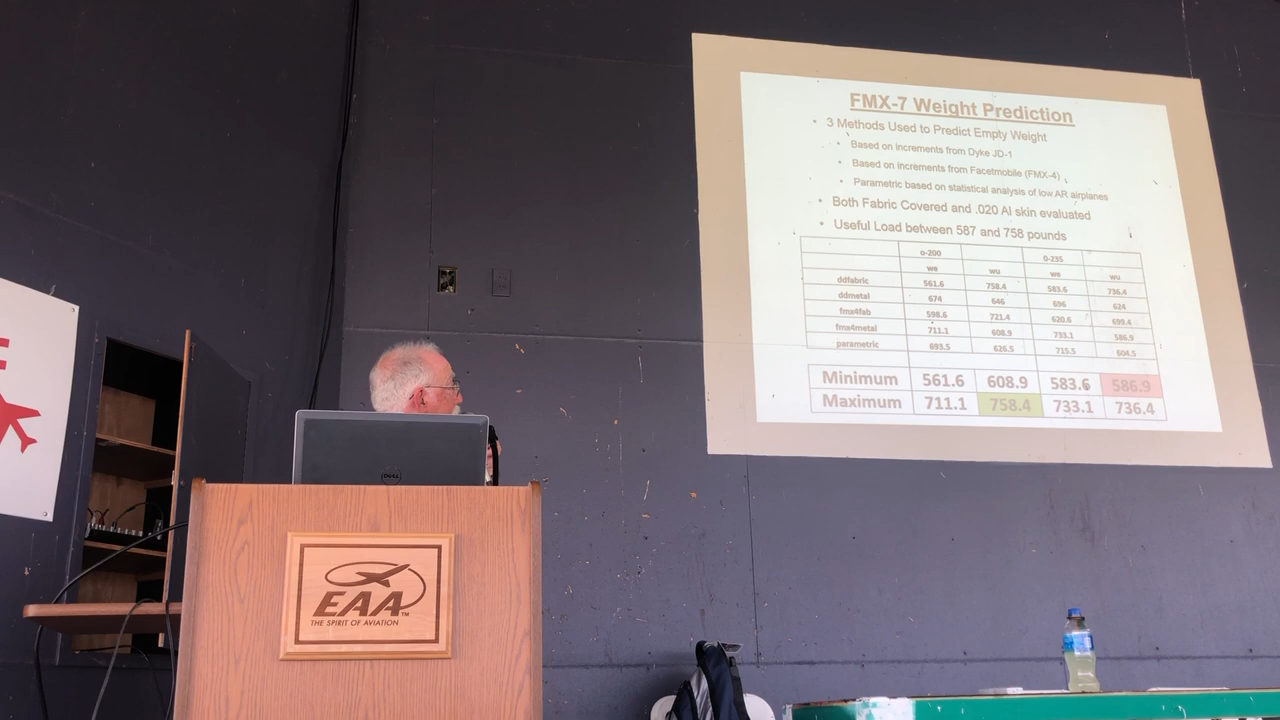 FMX-7 Weight Prediction
• 3 Methods Used to Predict Empty Weight
• Based on increments from Dyke JD-1
• Based on increments from Facetmobile (FMX-4)
• Parametric based on statistical analysis of low AR airplanes
• Both Fabric Covered and .020 Al skin evaluated
• Useful Load between 587 and 758 pounds
o-200 0-235
we wu we wu
ddfabric 561.6 758.4 583.6 736.4
ddmetal 674 646 696 624
fmx4fab 598.6 721.4 620.6 699.4
fmx4metal 711.1 608.9 733.1 586.9
parametric 693.5 626.5 715.5 604.5
Minimum 561.6 608.9 583.6 586.9
Maximum 711.1 758.4 733.1 736.4
DELL
EAA™
THE SPIRIT OF AVIATION